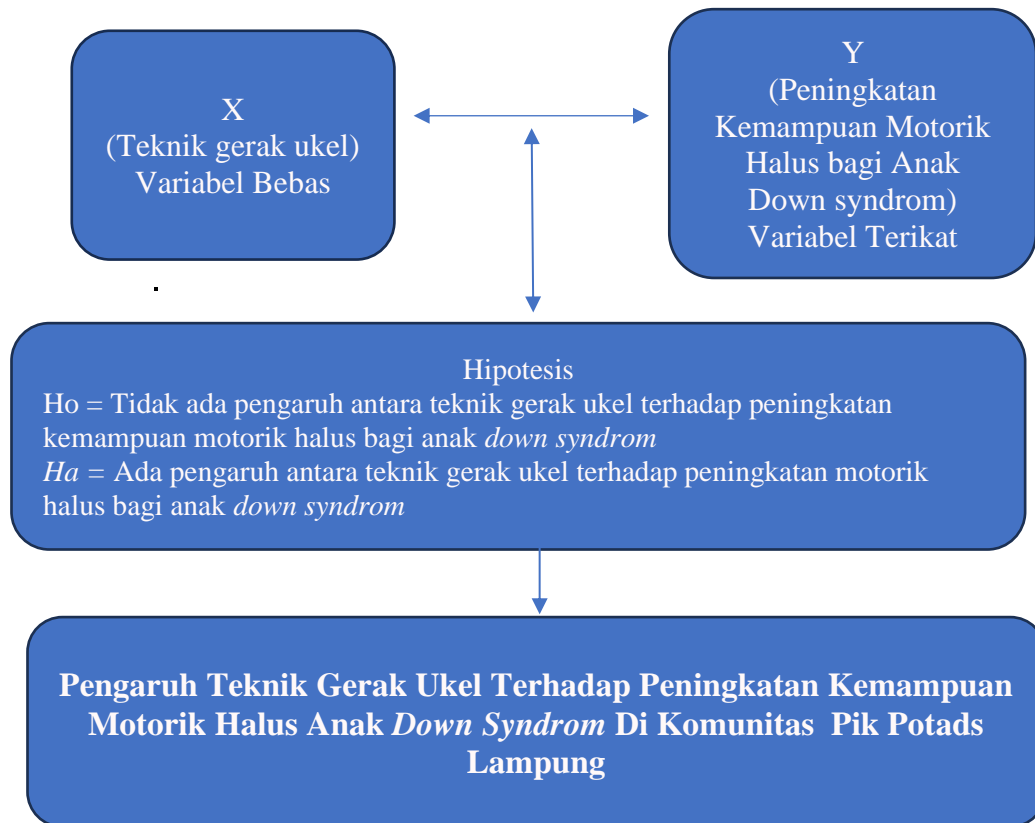 X
(Teknik gerak ukel)
Variabel Bebas
Y
(Peningkatan
Kemampuan Motorik
Halus bagi Anak
Down syndrom)
Variabel Terikat
Hipotesis
Ho = Tidak ada pengaruh antara teknik gerak ukel terhadap peningkatan
kemampuan motorik halus bagi anak down syndrom
Ha = Ada pengaruh antara teknik gerak ukel terhadap peningkatan motorik
halus bagi anak down syndrom
Pengaruh Teknik Gerak Ukel Terhadap Peningkatan Kemampuan
Motorik Halus Anak Down Syndrom Di Komunitas Pik Potads
Lampung